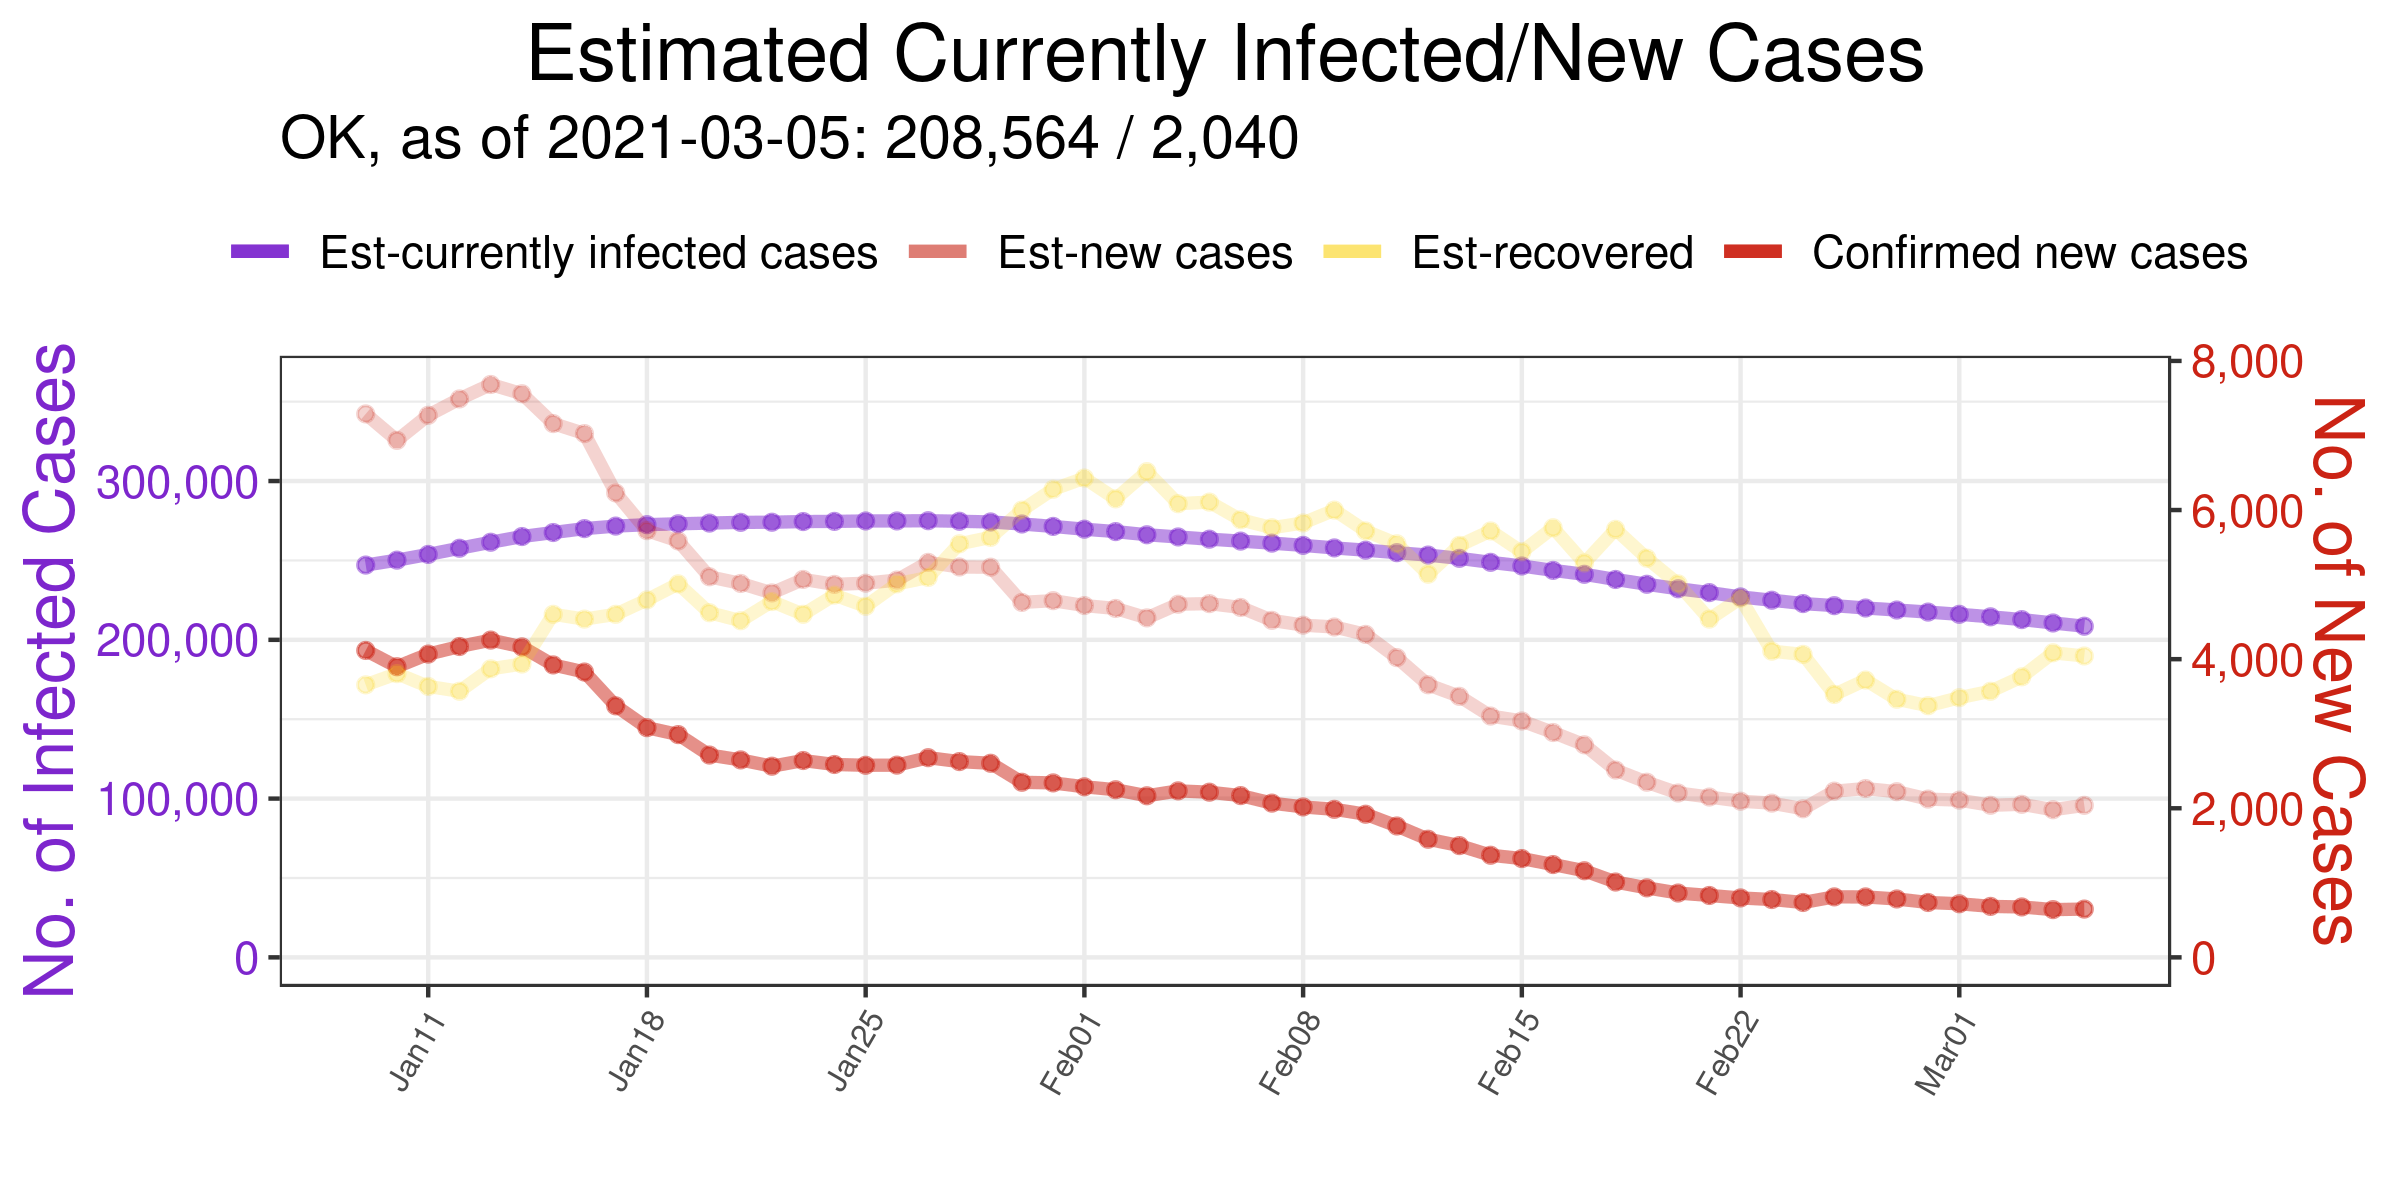 Estimated Currently Infected/New Cases
OK, as of 2021-03-05: 208,564 / 2,040
Est-currently infected cases Est-new cases Est-recovered Confirmed new cases
No. of Infected Cases
300,000
200,000
100,000
0
8,000
6,000
4,000
2,000
0
No. of New Cases
Jan11 Jan18 Jan25 Feb01 Feb08 Feb15 Feb22 Mar01